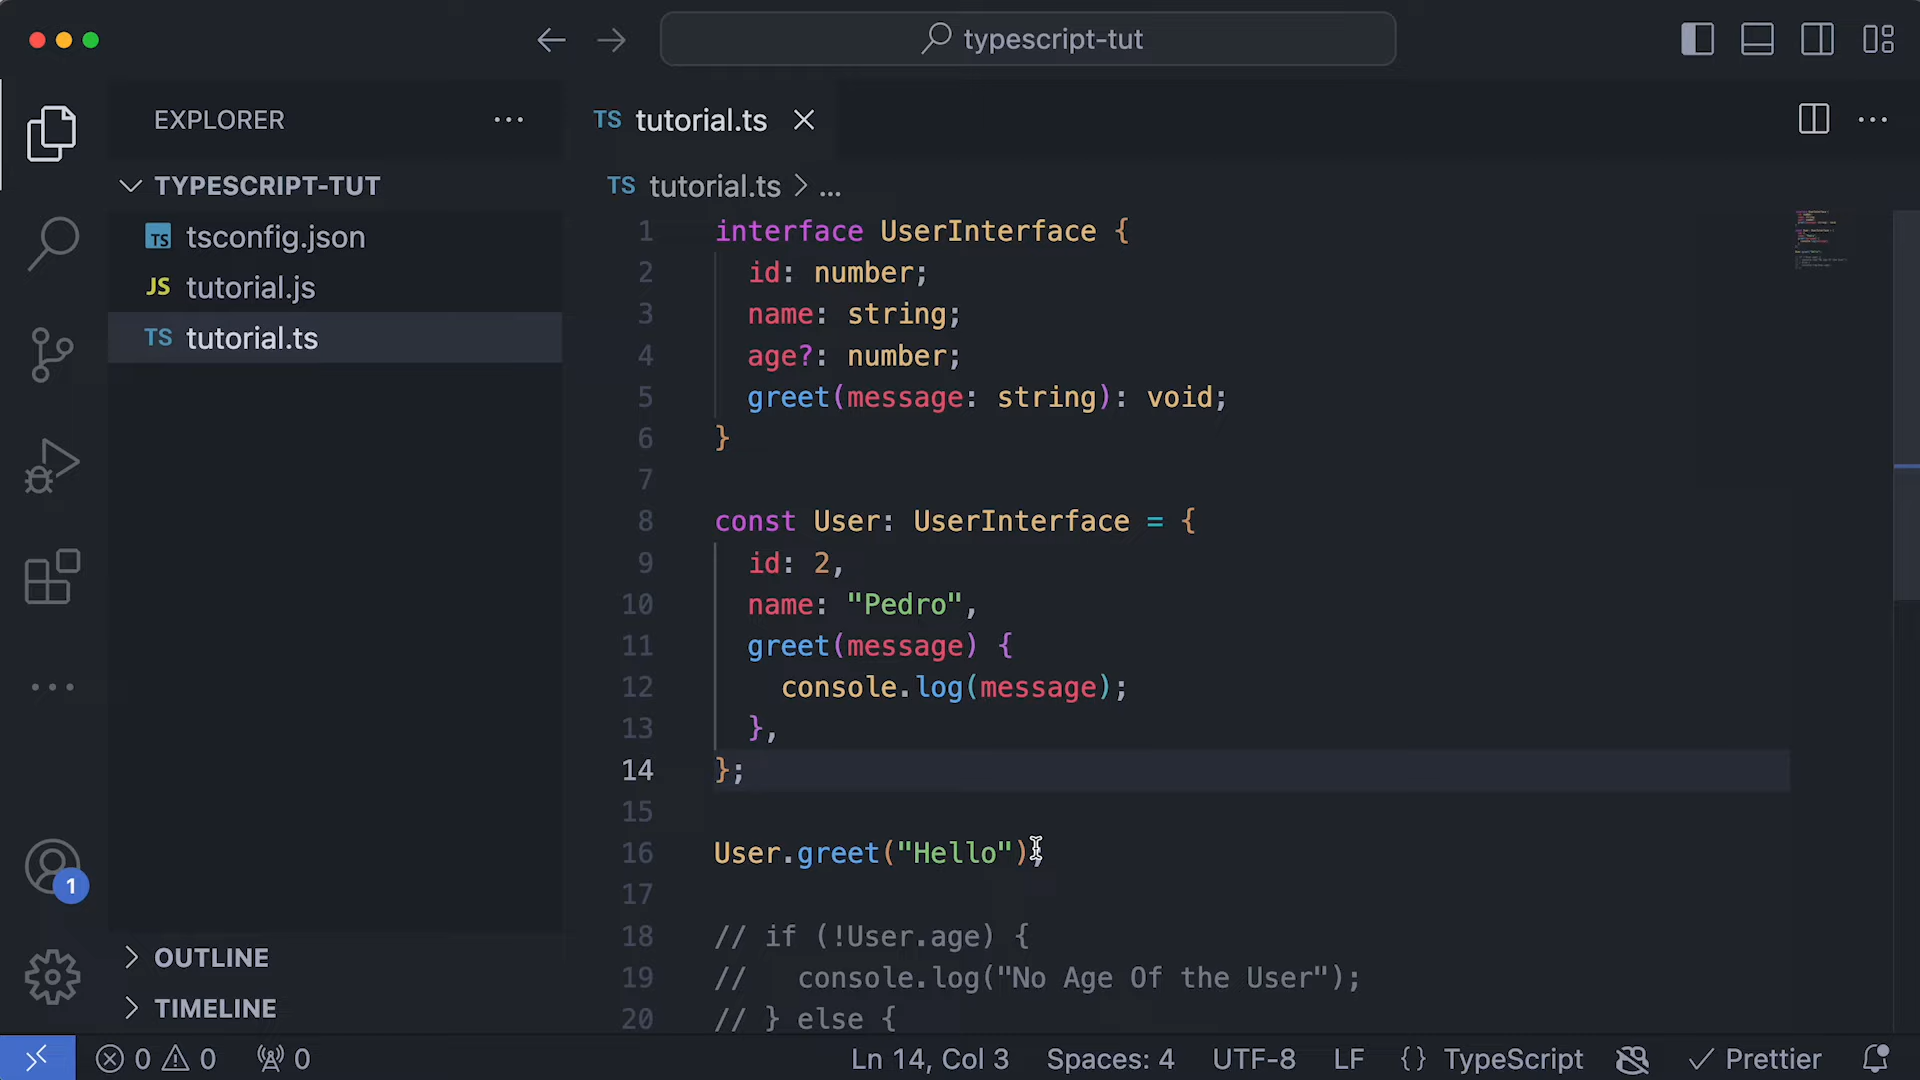 typescript-tut
EXPLORER
TYPESCRIPT-TUT
TS tsconfig.json
JS tutorial.js
TS tutorial.ts
OUTLINE
TIMELINE
1
TS tutorial.ts
TS tutorial.ts > ...
1 interface UserInterface {
2 id: number;
3 name: string;
4 age?: number;
5 greet(message: string): void;
6 }
7
8 const User: UserInterface = {
9 id: 2,
10 name: "Pedro",
11 greet(message) {
12 console.log(message);
13 },
14 };
15
16 User.greet("Hello");
17
18 // if (!User.age) {
19 // console.log("No Age Of the User");
20 // } else {
0 0 0 Ln 14, Col 3 Spaces: 4 UTF-8 LF {} TypeScript Prettier